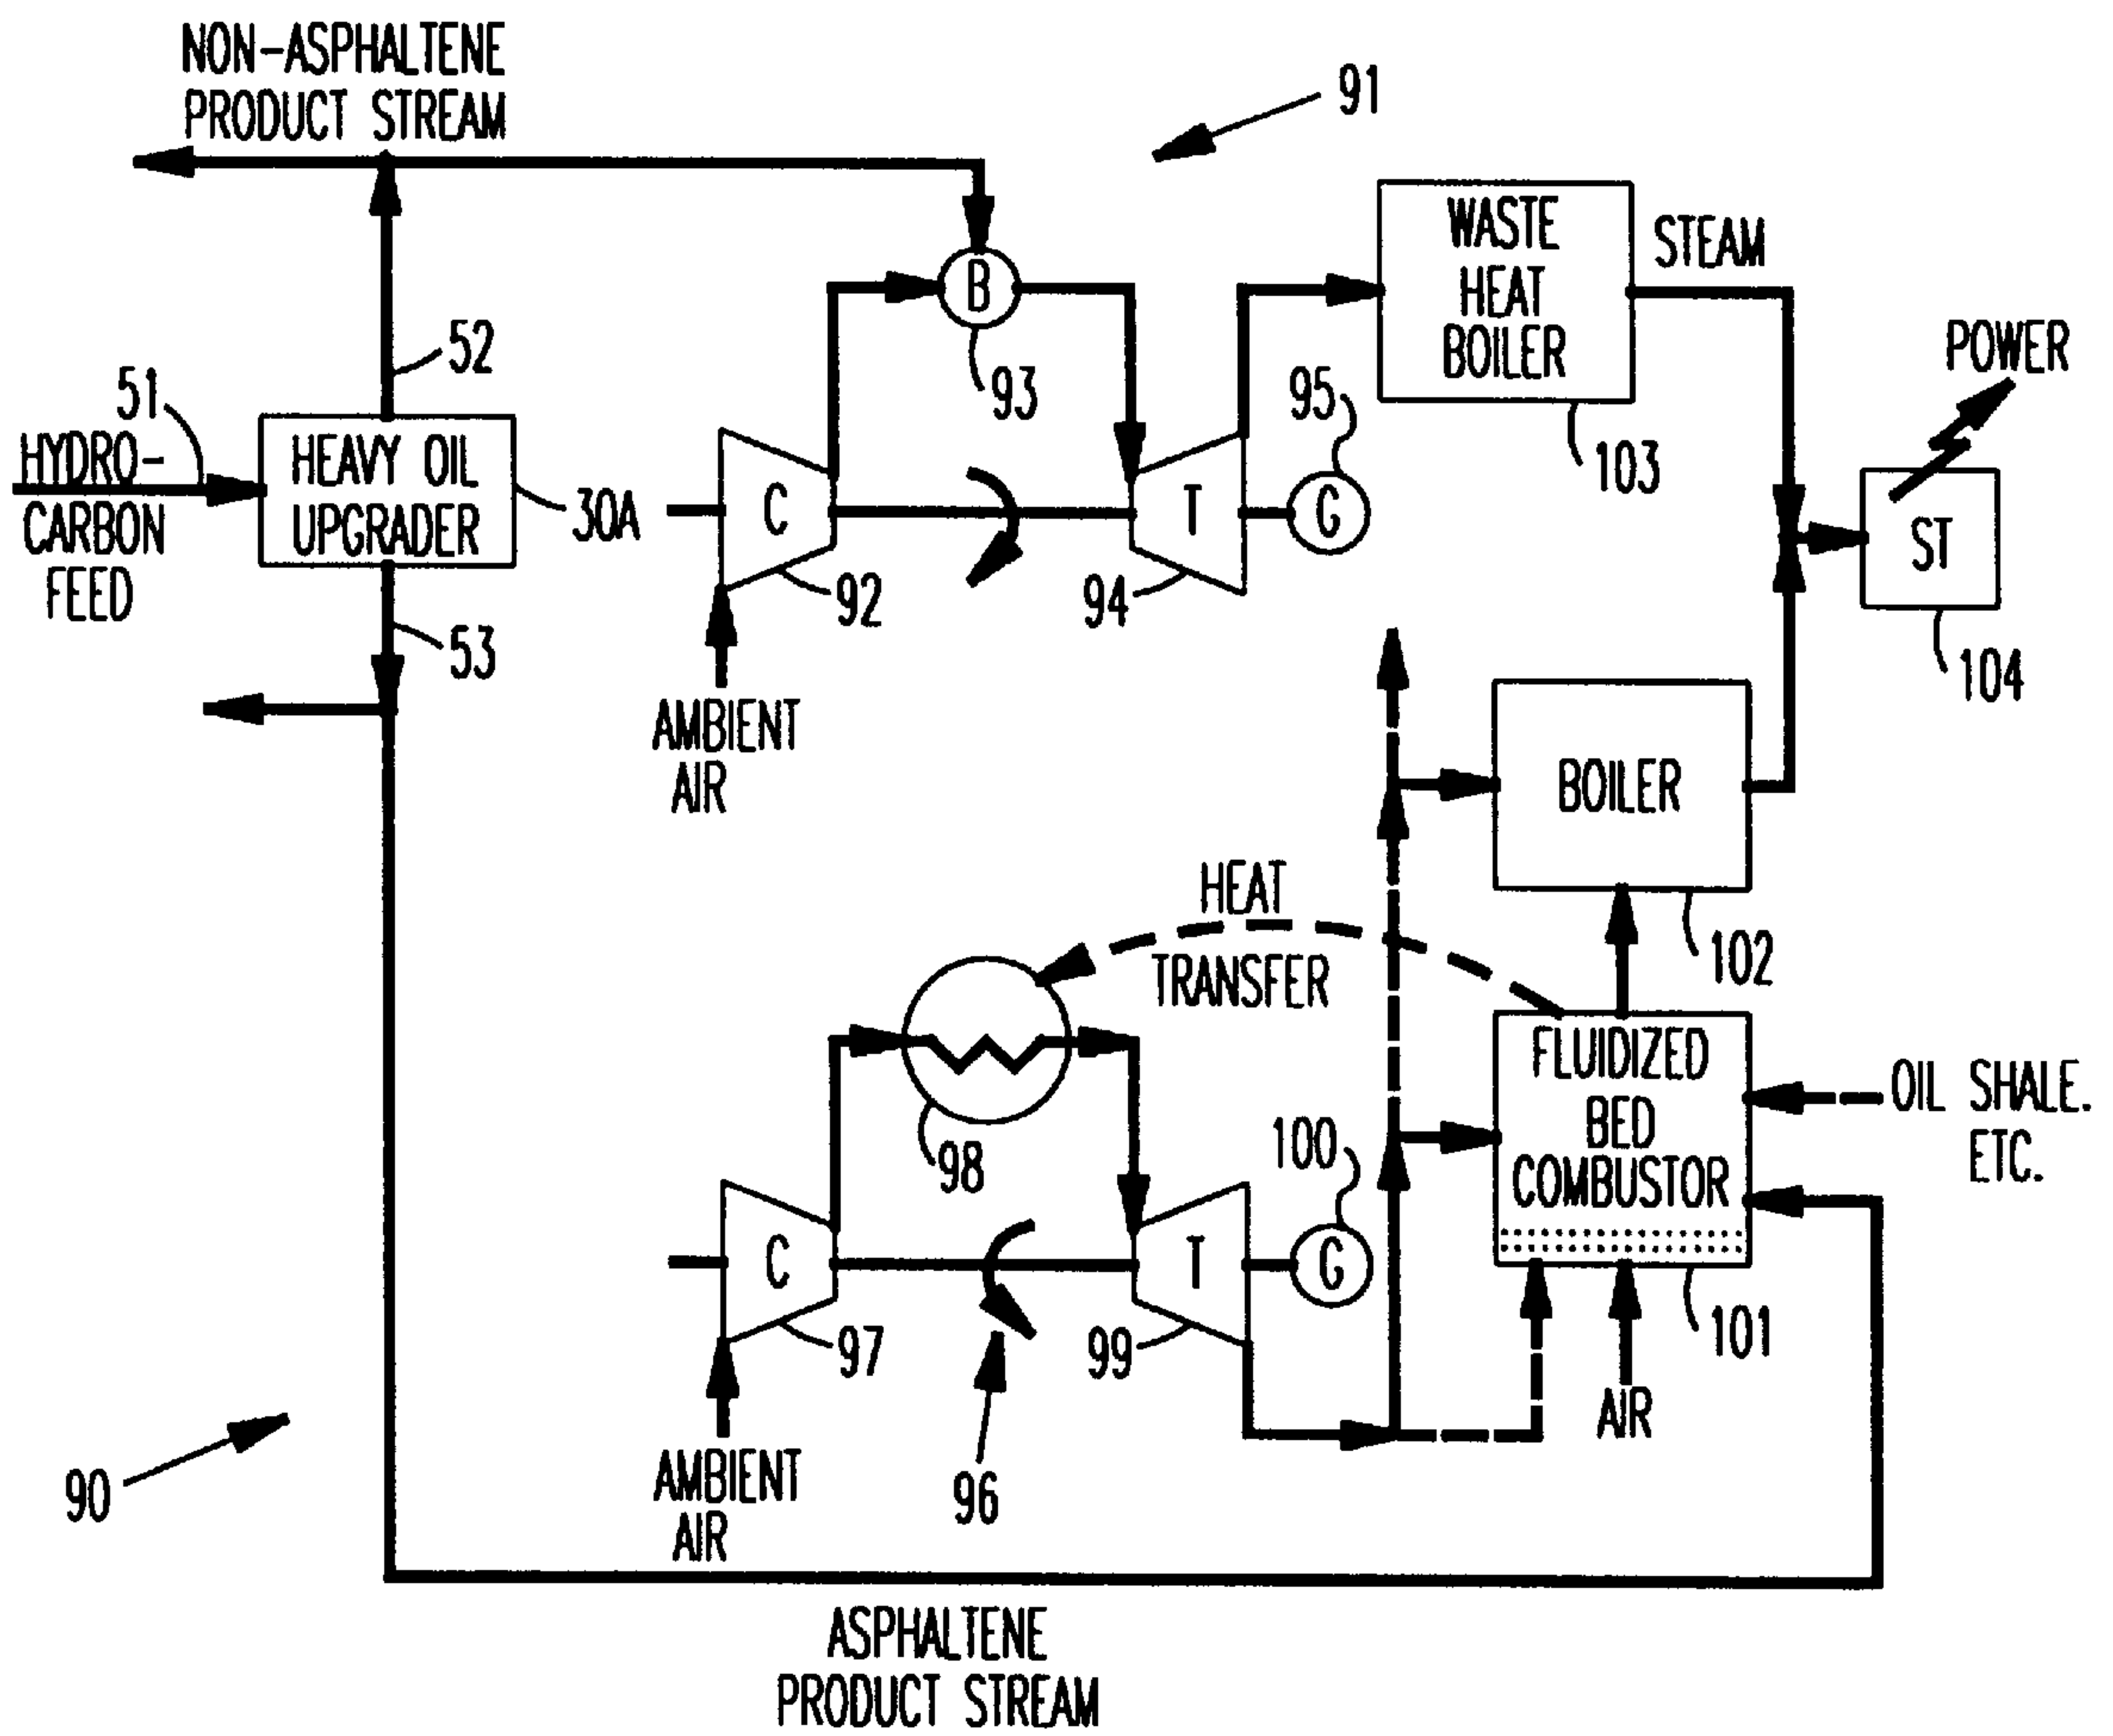 NON-ASPHALTENE
PRODUCT STREAM
91
WASTE
HEAT
BOILER
STEAM
POWER
B
93
52
51
HYDRO-
CARBON
FEED
HEAVY OIL
UPGRADER
30A
C
92
T
94
95
G
103
ST
104
53
AMBIENT
AIR
BOILER
102
HEAT
TRANSFER
98
FLUIDIZED
BED
COMBUSTOR
OIL SHALE.
ETC.
100
C
97
T
99
G
101
AIR
AMBIENT
AIR
96
90
ASPHALTENE
PRODUCT STREAM